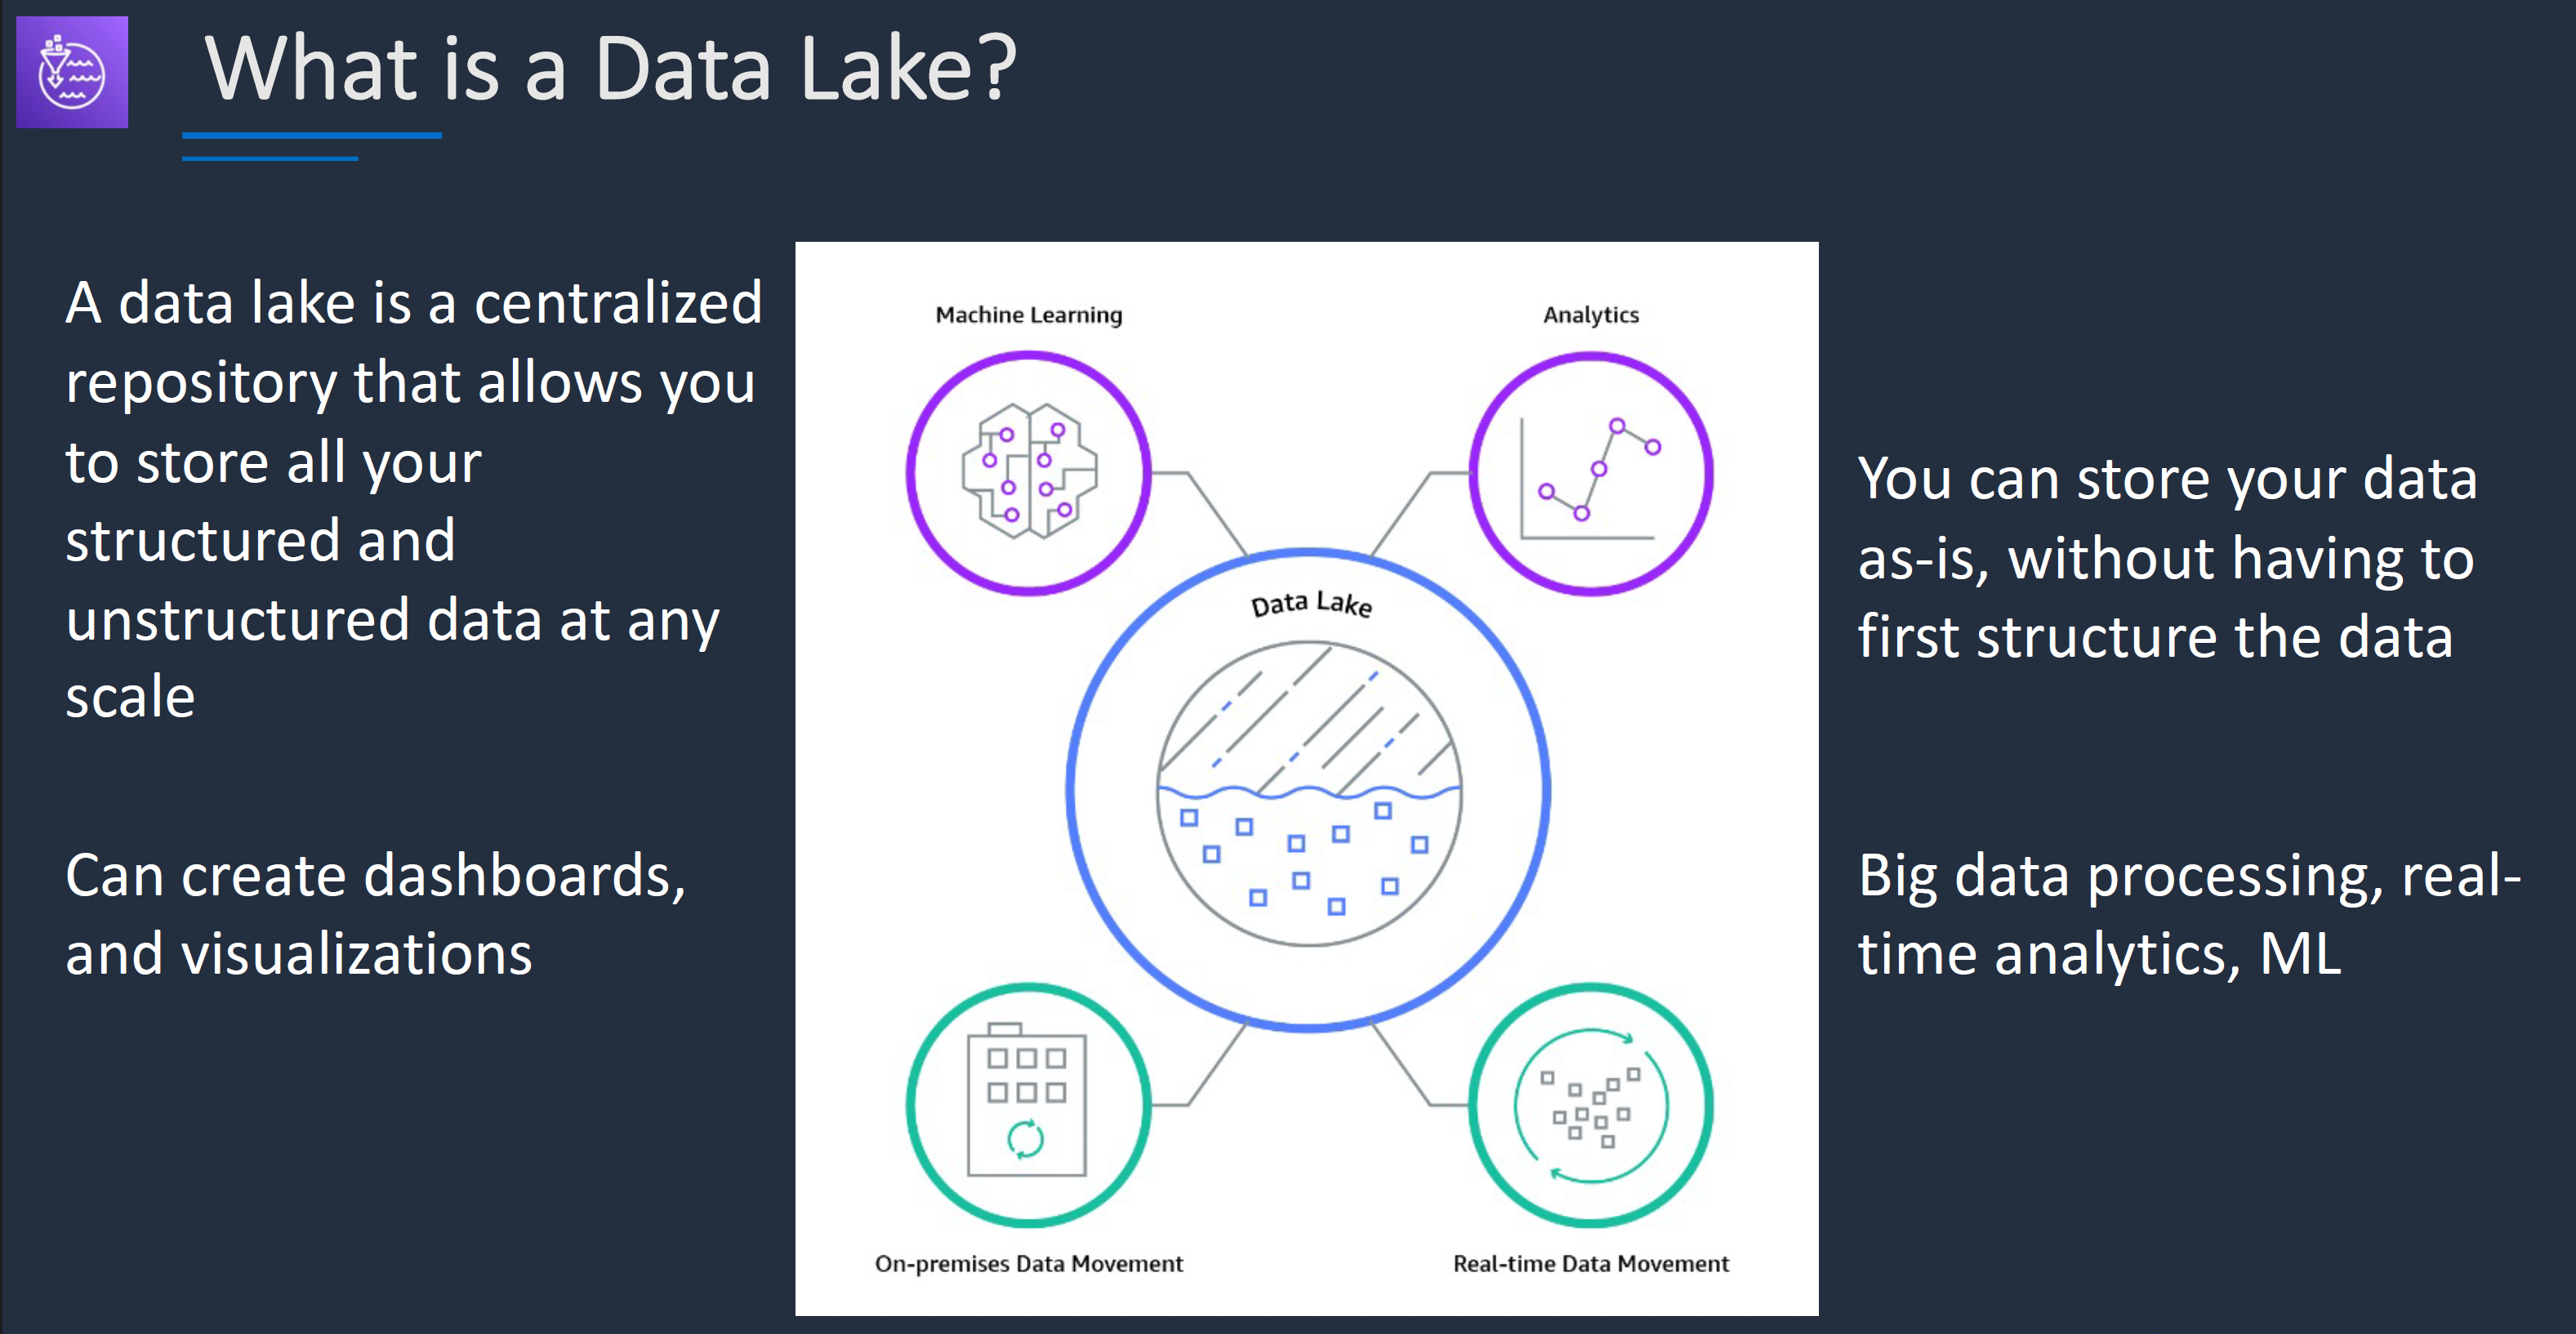 What is a Data Lake?
A data lake is a centralized
repository that allows you
to store all your
structured and
unstructured data at any
scale
Can create dashboards,
and visualizations
Machine Learning
Analytics
Data Lake
On-premises Data Movement
Real-time Data Movement
You can store your data
as-is, without having to
first structure the data
Big data processing, real-
time analytics, ML